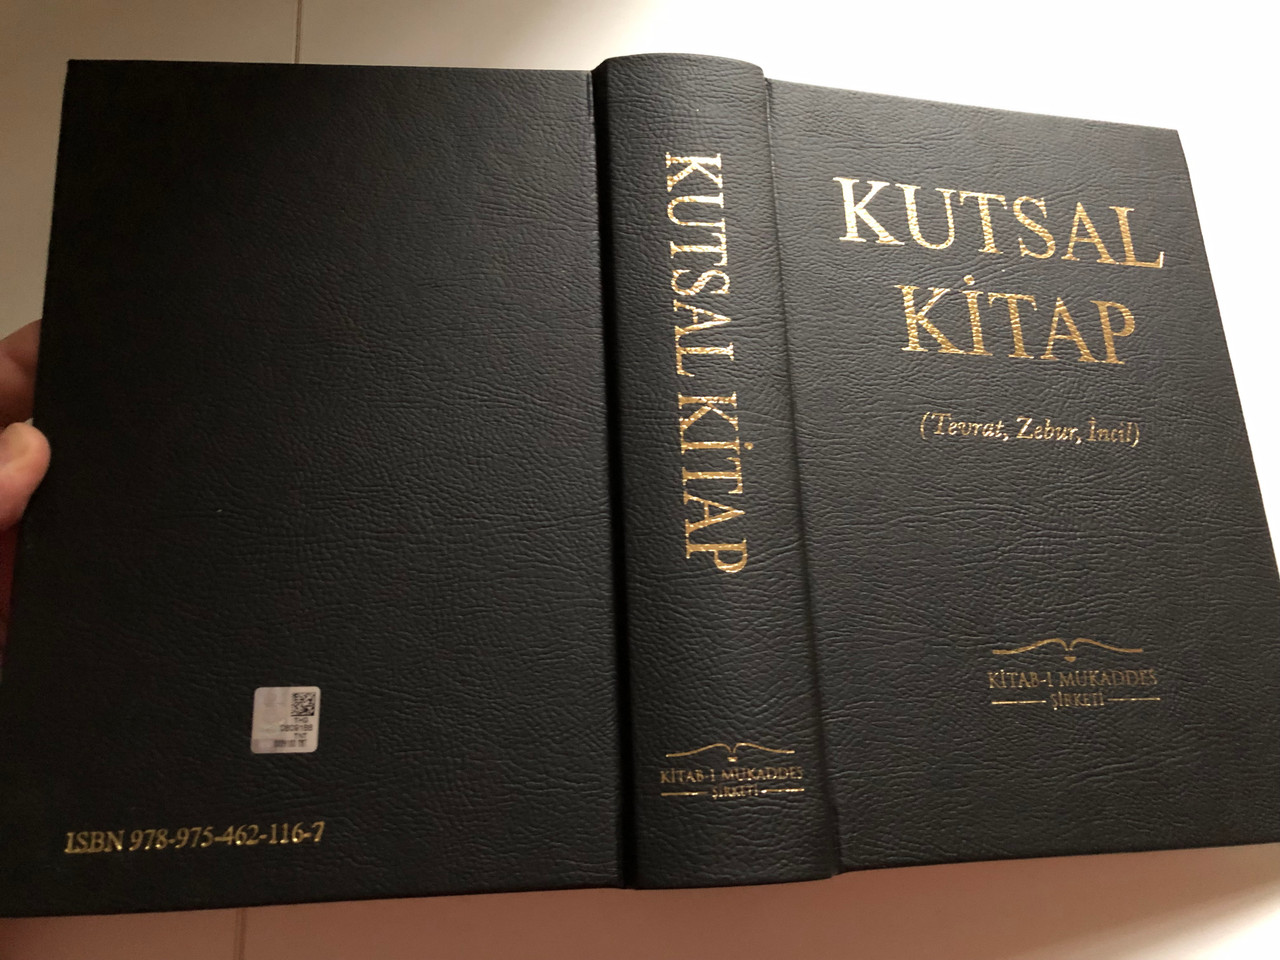 KUTSAL
KİTAP
(Tevrat, Zebur, İncil)
KİTAB-I MUKADDES
ŞİRKETİ
KUTSAL KİTAP
KİTAB-I MUKADDES
ŞİRKETİ
ISBN 978-975-462-116-7